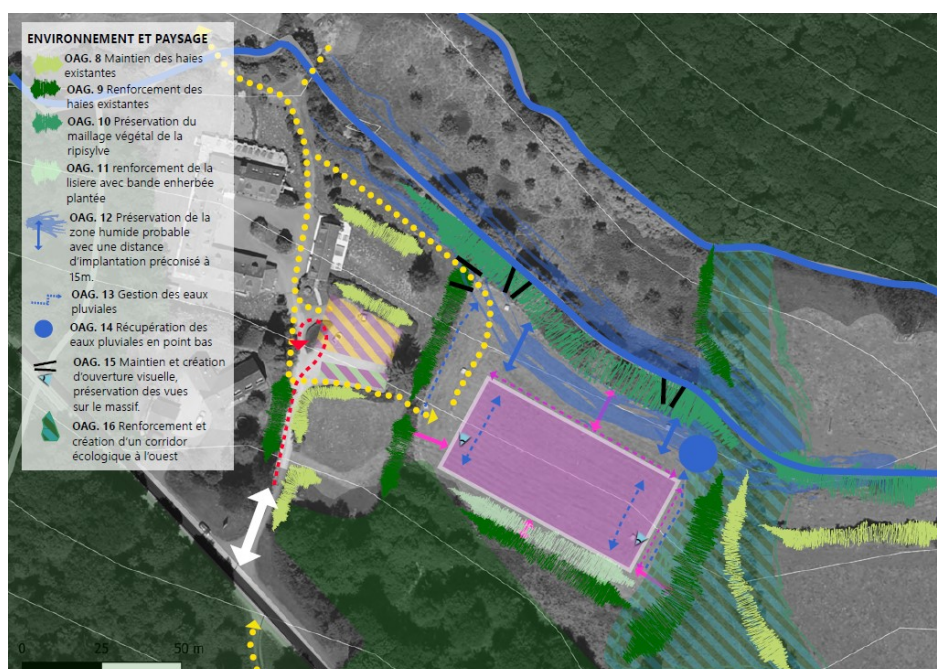 ENVIRONNEMENT ET PAYSAGE
OAG. 8 Maintien des haies
existantes
OAG. 9 Renforcement des
haies existantes
OAG. 10 Préservation du
maillage végétal de la
ripisylve
OAG. 11 renforcement de la
lisiere avec bande enherbée
plantée
OAG. 12 Préservation de la
zone humide probable
avec une distance
d'implantation préconisé à
15m.
OAG. 13 Gestion des eaux
pluviales
OAG. 14 Récupération des
eaux pluviales en point bas
OAG. 15 Maintien et création
d'ouverture visuelle,
préservation des vues
sur le massif.
OAG. 16 Renforcement et
création d'un corridor
écologique à l'ouest
0 25 50 m